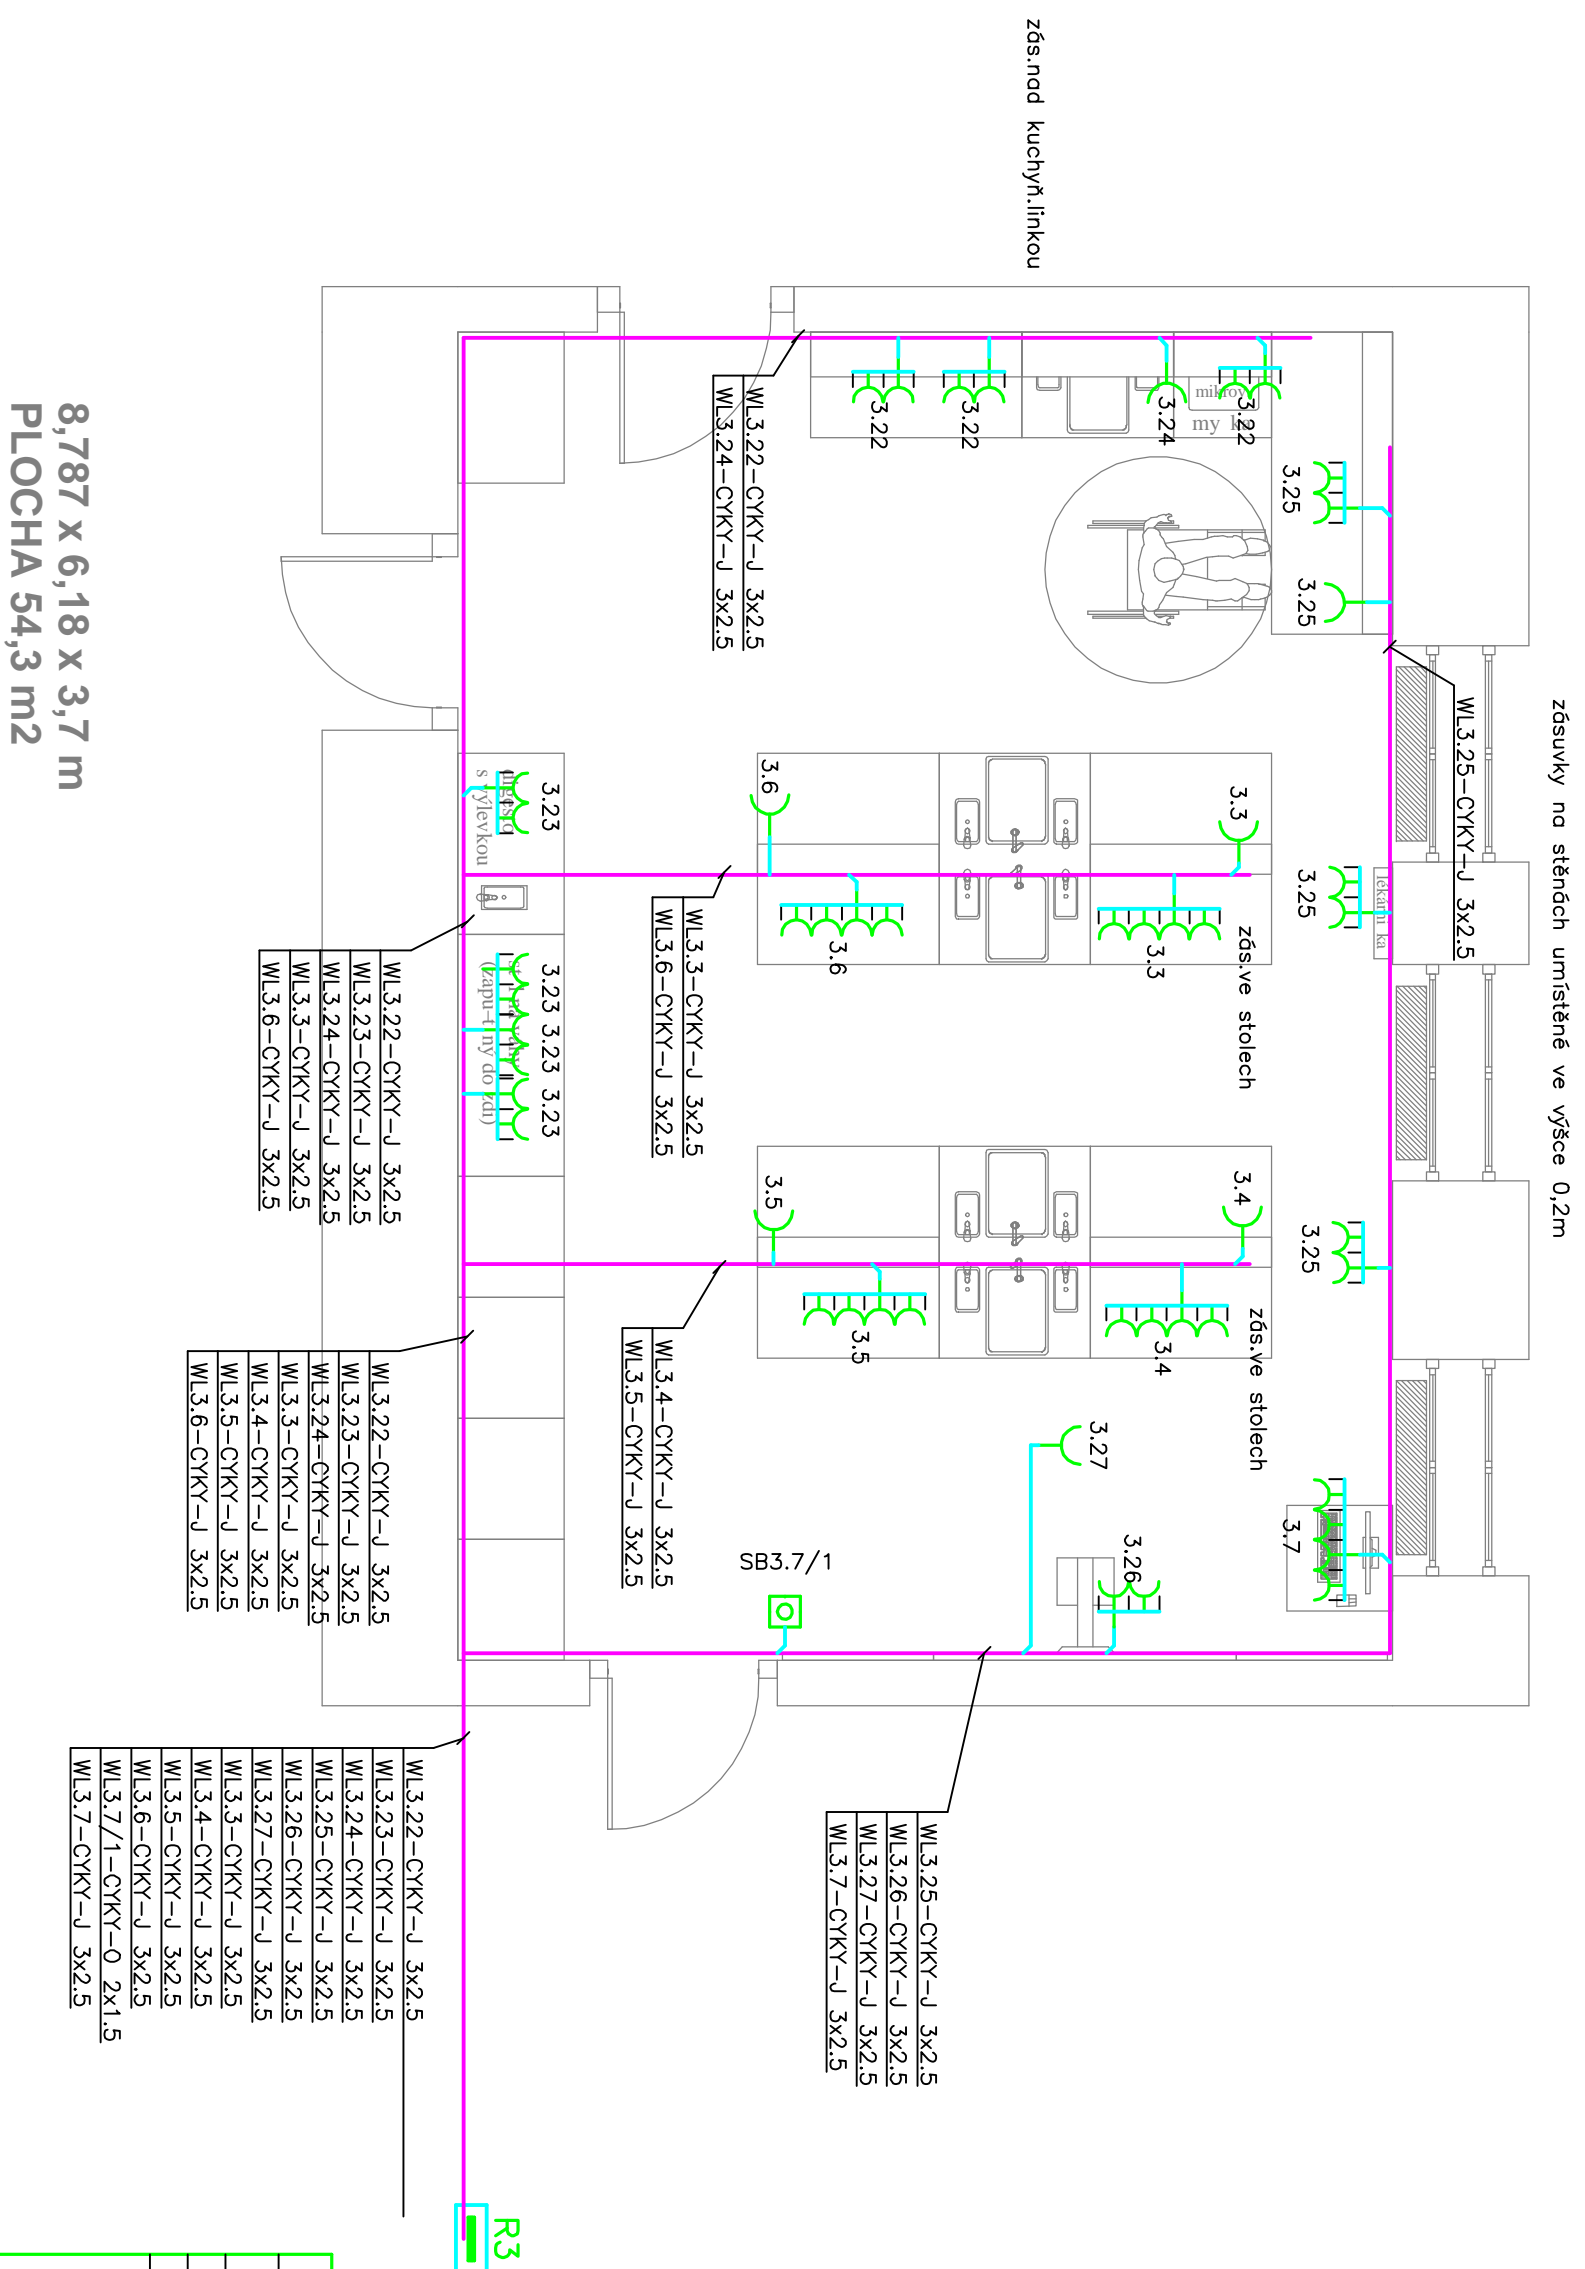 zás.nad kuchyň.linkou
zásuvky na stěnách umístěné ve výšce 0,2m
WL3.25-CYKY-J 3x2.5
3.22
3.22
3.24
3.22
my ka
3.25
3.25
3.25
3.25
3.7
WL3.22-CYKY-J 3x2.5
WL3.24-CYKY-J 3x2.5
3.3
3.6
3.3
3.6
zás.ve stolech
3.4
3.5
3.4
3.5
zás.ve stolech
WL3.3-CYKY-J 3x2.5
WL3.6-CYKY-J 3x2.5
WL3.4-CYKY-J 3x2.5
WL3.5-CYKY-J 3x2.5
3.27
3.26
SB3.7/1
3.23
s výlevkou
3.23 3.23 3.23
WL3.22-CYKY-J 3x2.5
WL3.23-CYKY-J 3x2.5
WL3.24-CYKY-J 3x2.5
WL3.3-CYKY-J 3x2.5
WL3.6-CYKY-J 3x2.5
WL3.22-CYKY-J 3x2.5
WL3.23-CYKY-J 3x2.5
WL3.24-CYKY-J 3x2.5
WL3.3-CYKY-J 3x2.5
WL3.4-CYKY-J 3x2.5
WL3.5-CYKY-J 3x2.5
WL3.6-CYKY-J 3x2.5
WL3.25-CYKY-J 3x2.5
WL3.26-CYKY-J 3x2.5
WL3.27-CYKY-J 3x2.5
WL3.7-CYKY-J 3x2.5
WL3.22-CYKY-J 3x2.5
WL3.23-CYKY-J 3x2.5
WL3.24-CYKY-J 3x2.5
WL3.25-CYKY-J 3x2.5
WL3.26-CYKY-J 3x2.5
WL3.27-CYKY-J 3x2.5
WL3.3-CYKY-J 3x2.5
WL3.4-CYKY-J 3x2.5
WL3.5-CYKY-J 3x2.5
WL3.6-CYKY-J 3x2.5
WL3.7/1-CYKY-O 2x1.5
WL3.7-CYKY-J 3x2.5
R3
8,787 x 6,18 x 3,7 m
PLOCHA 54,3 m2